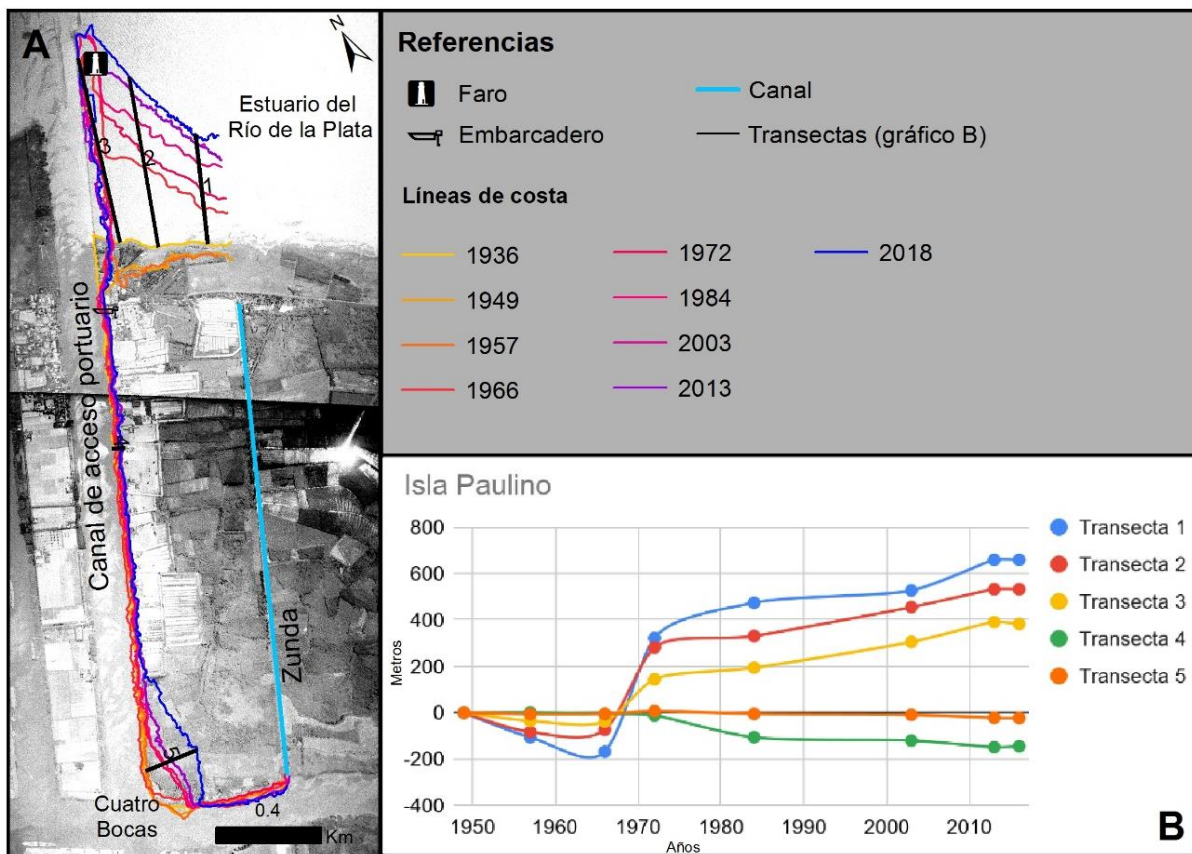 A
N
Estuario del
Río de la Plata
3
2
1
Canal de acceso portuario
4
Zunda
5
Cuatro
Bocas
0.4
Km
Referencias
Faro
Canal
Embarcadero
Transectas (gráfico B)
Líneas de costa
1936
1972
2018
1949
1984
1957
2003
1966
2013
Isla Paulino
800
600
400
200
0
-200
-400
Metros
1950
1960
1970
1980
1990
2000
2010
Años
Transecta 1
Transecta 2
Transecta 3
Transecta 4
Transecta 5
B